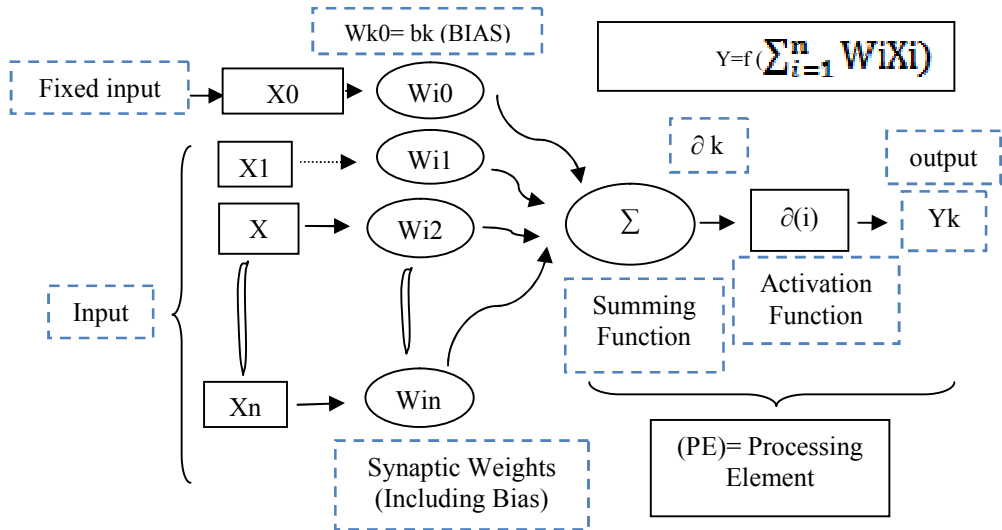 Wk0= bk (BIAS)
Y=f (∑ⁿᵢ₌₁ WiXi)
Fixed input
X0
Wi0
∂ k
output
X1
Wi1
X
Wi2
∑
∂(i)
Yk
Input
Summing
Function
Activation
Function
Xn
Win
Synaptic Weights
(Including Bias)
(PE)= Processing
Element